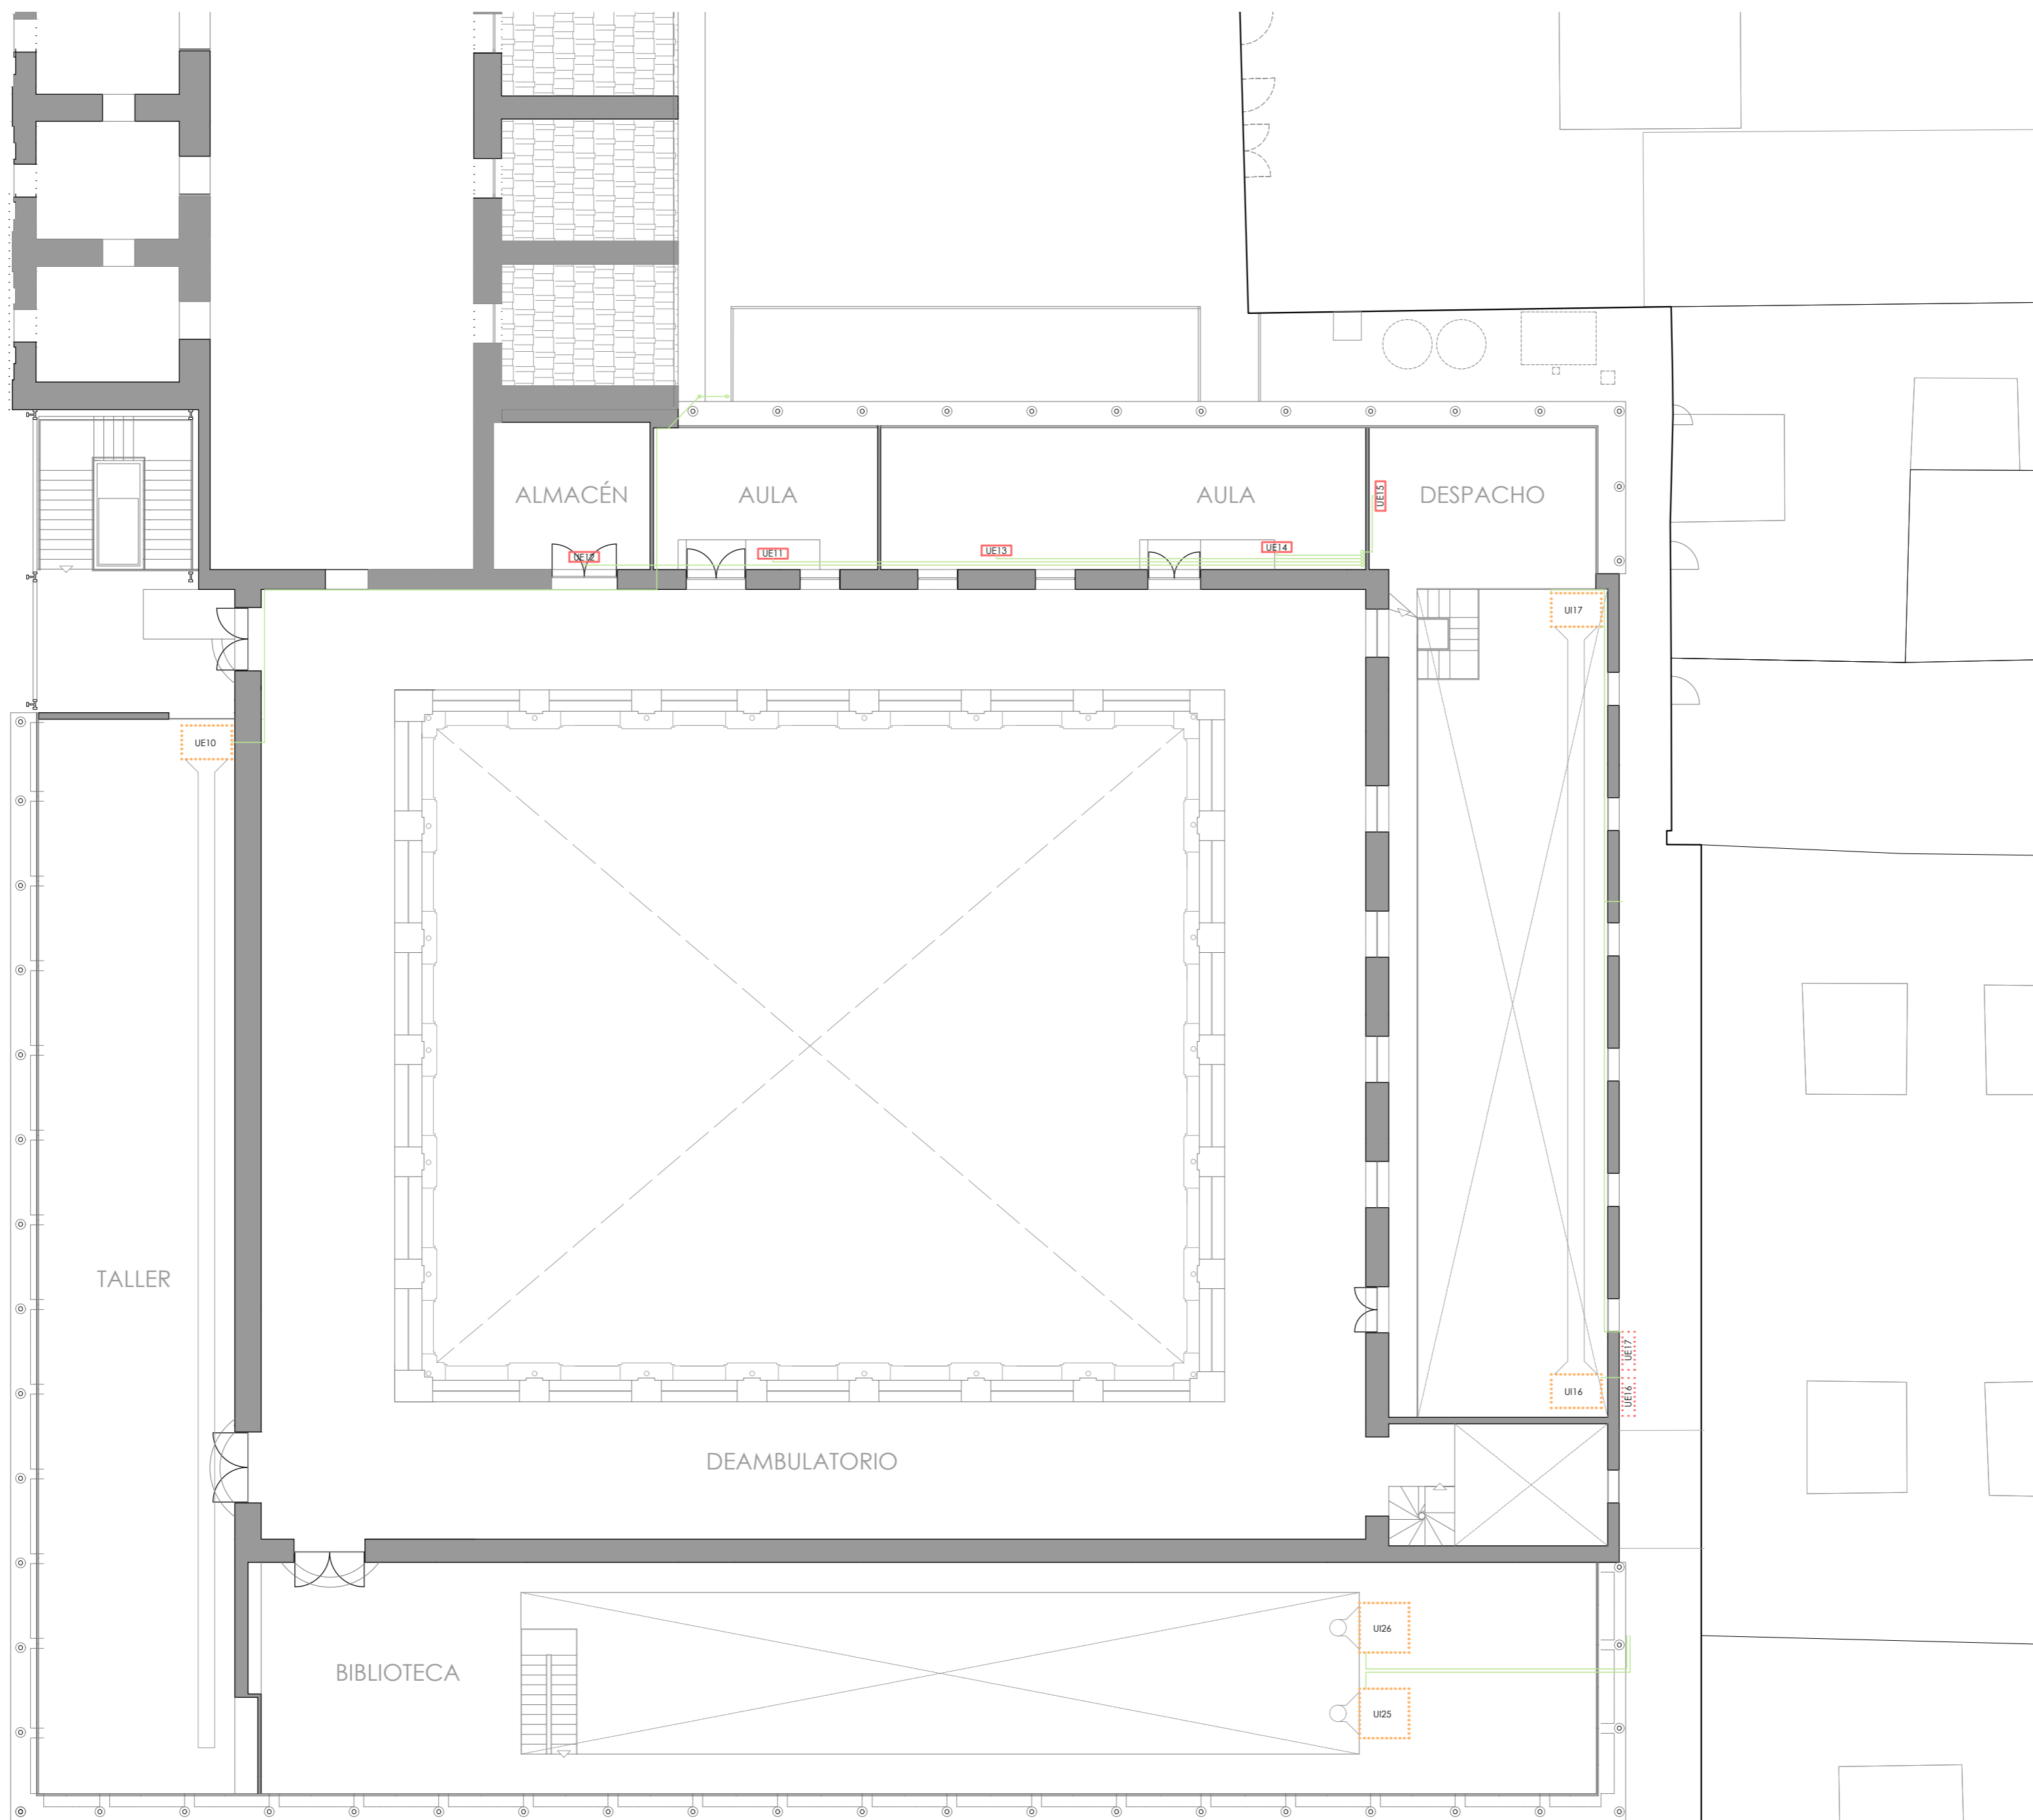 ALMACÉN
AULA
AULA
UE15
DESPACHO
UE12
UE11
UE13
UE14
UI17
UE10
TALLER
UE17
UI16
UE16
DEAMBULATORIO
UI26
BIBLIOTECA
UI25